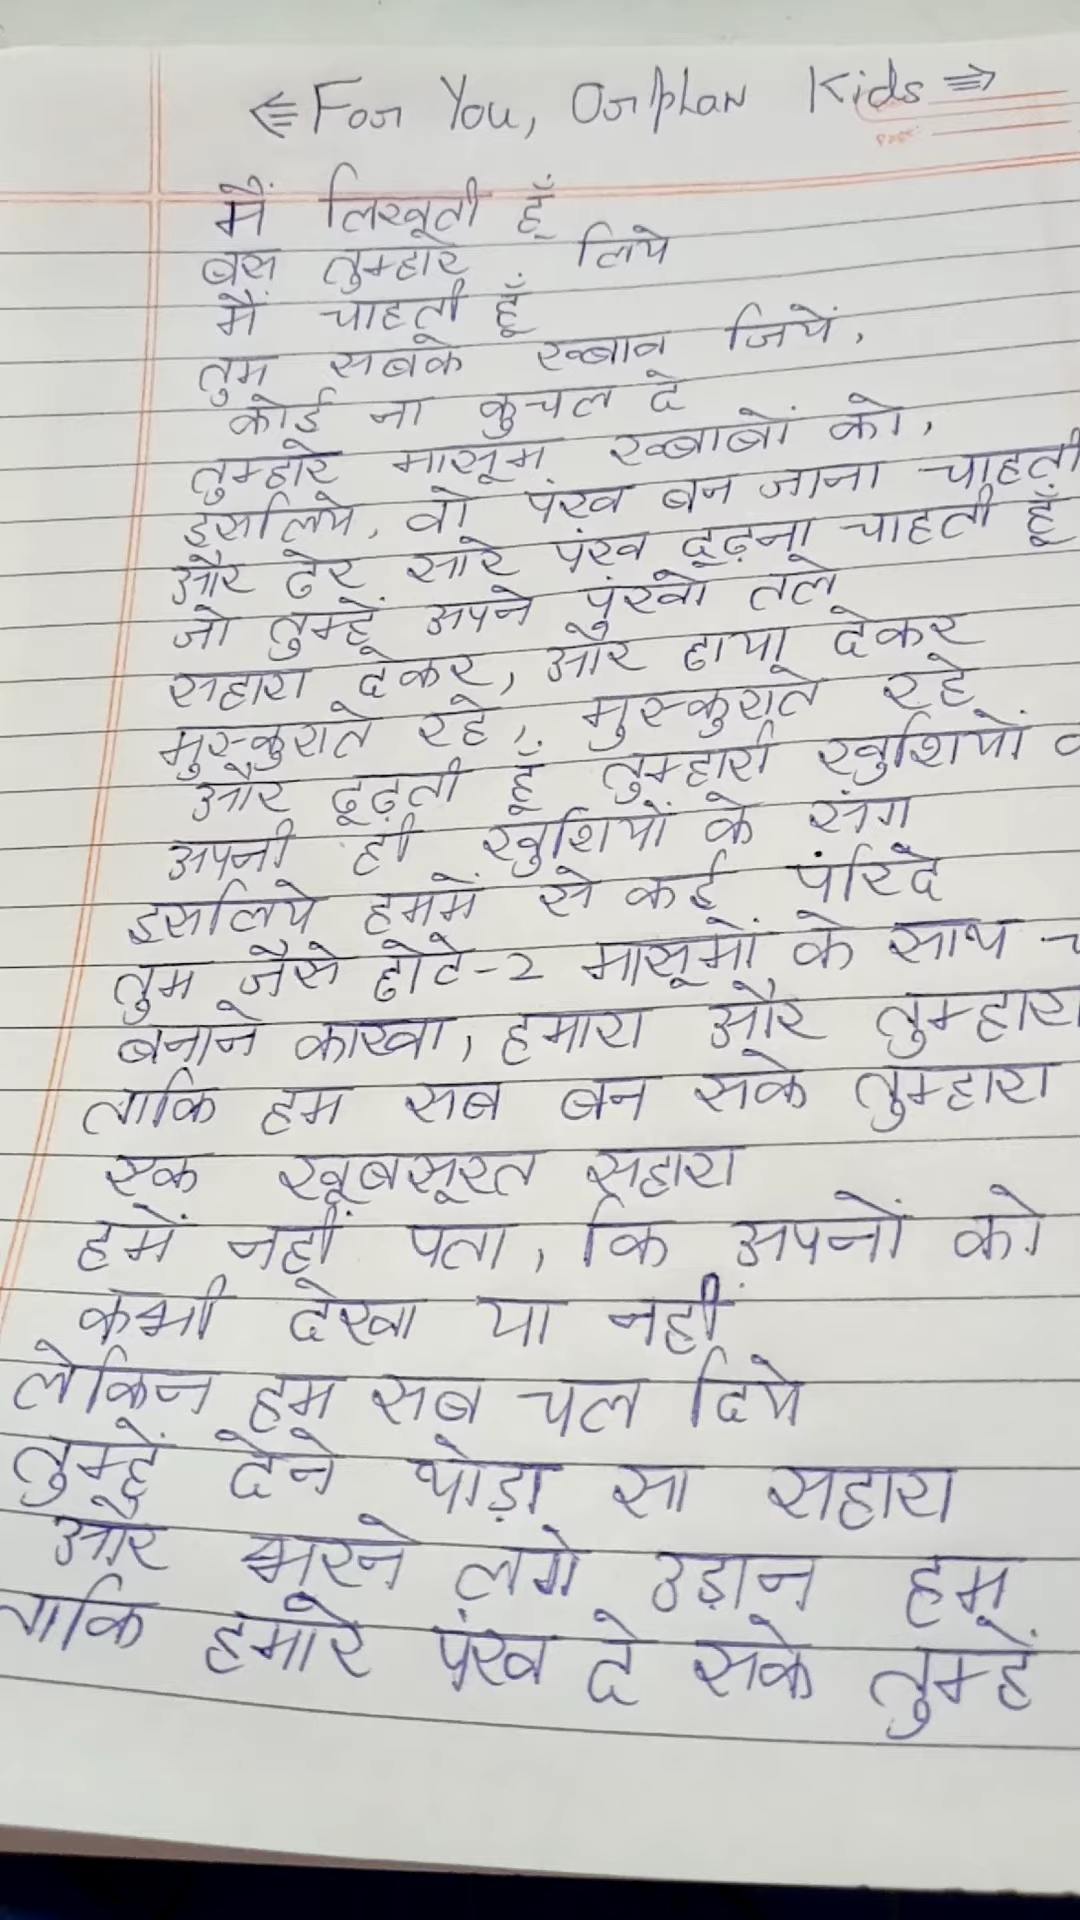 For You, Orphan Kids
मैं लिखती हूँ
बस तुम्हारे लिये
मैं चाहती हूँ
तुम सबके ख्वाब जियें,
कोई ना कुचल दे
तुम्हारे मासूम ख्वाबों को,
इसलिये, वो पंख बन जाना चाहती
और ढेर सारे पंख ढूढ़ना चाहती हूँ
जो तुम्हें अपने पंखों तले
सहारा देकर, और छाया देकर
मुस्कुराते रहे, मुस्कुराते रहे
और ढूढ़ती हूँ तुम्हारी खुशियों
अपनी ही खुशियों के संग
इसलिये हममें से कई परिंदे
तुम जैसे छोटे-2 मासूमों के साथ
बनाने कारवा, हमारा और तुम्हारा
ताकि हम सब बन सके तुम्हारा
एक खूबसूरत सहारा
हमें नहीं पता, कि अपनों को
कभी देखा या नहीं
लेकिन हम सब चल दिये
तुम्हें देने थोड़ा सा सहारा
और भरने लगे उड़ान हम
ताकि हमारे पंख दे सके तुम्हें